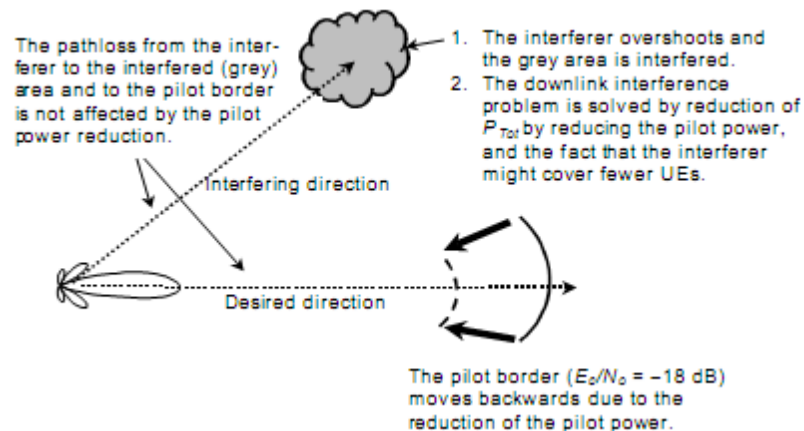 The pathloss from the inter-
ferer to the interfered (grey)
area and to the pilot border
is not affected by the pilot
power reduction.
1. The interferer overshoots and
the grey area is interfered.
2. The downlink interference
problem is solved by reduction of
P_Tot by reducing the pilot power,
and the fact that the interferer
might cover fewer UEs.
Interfering direction
Desired direction
The pilot border (Ec/No = −18 dB)
moves backwards due to the
reduction of the pilot power.